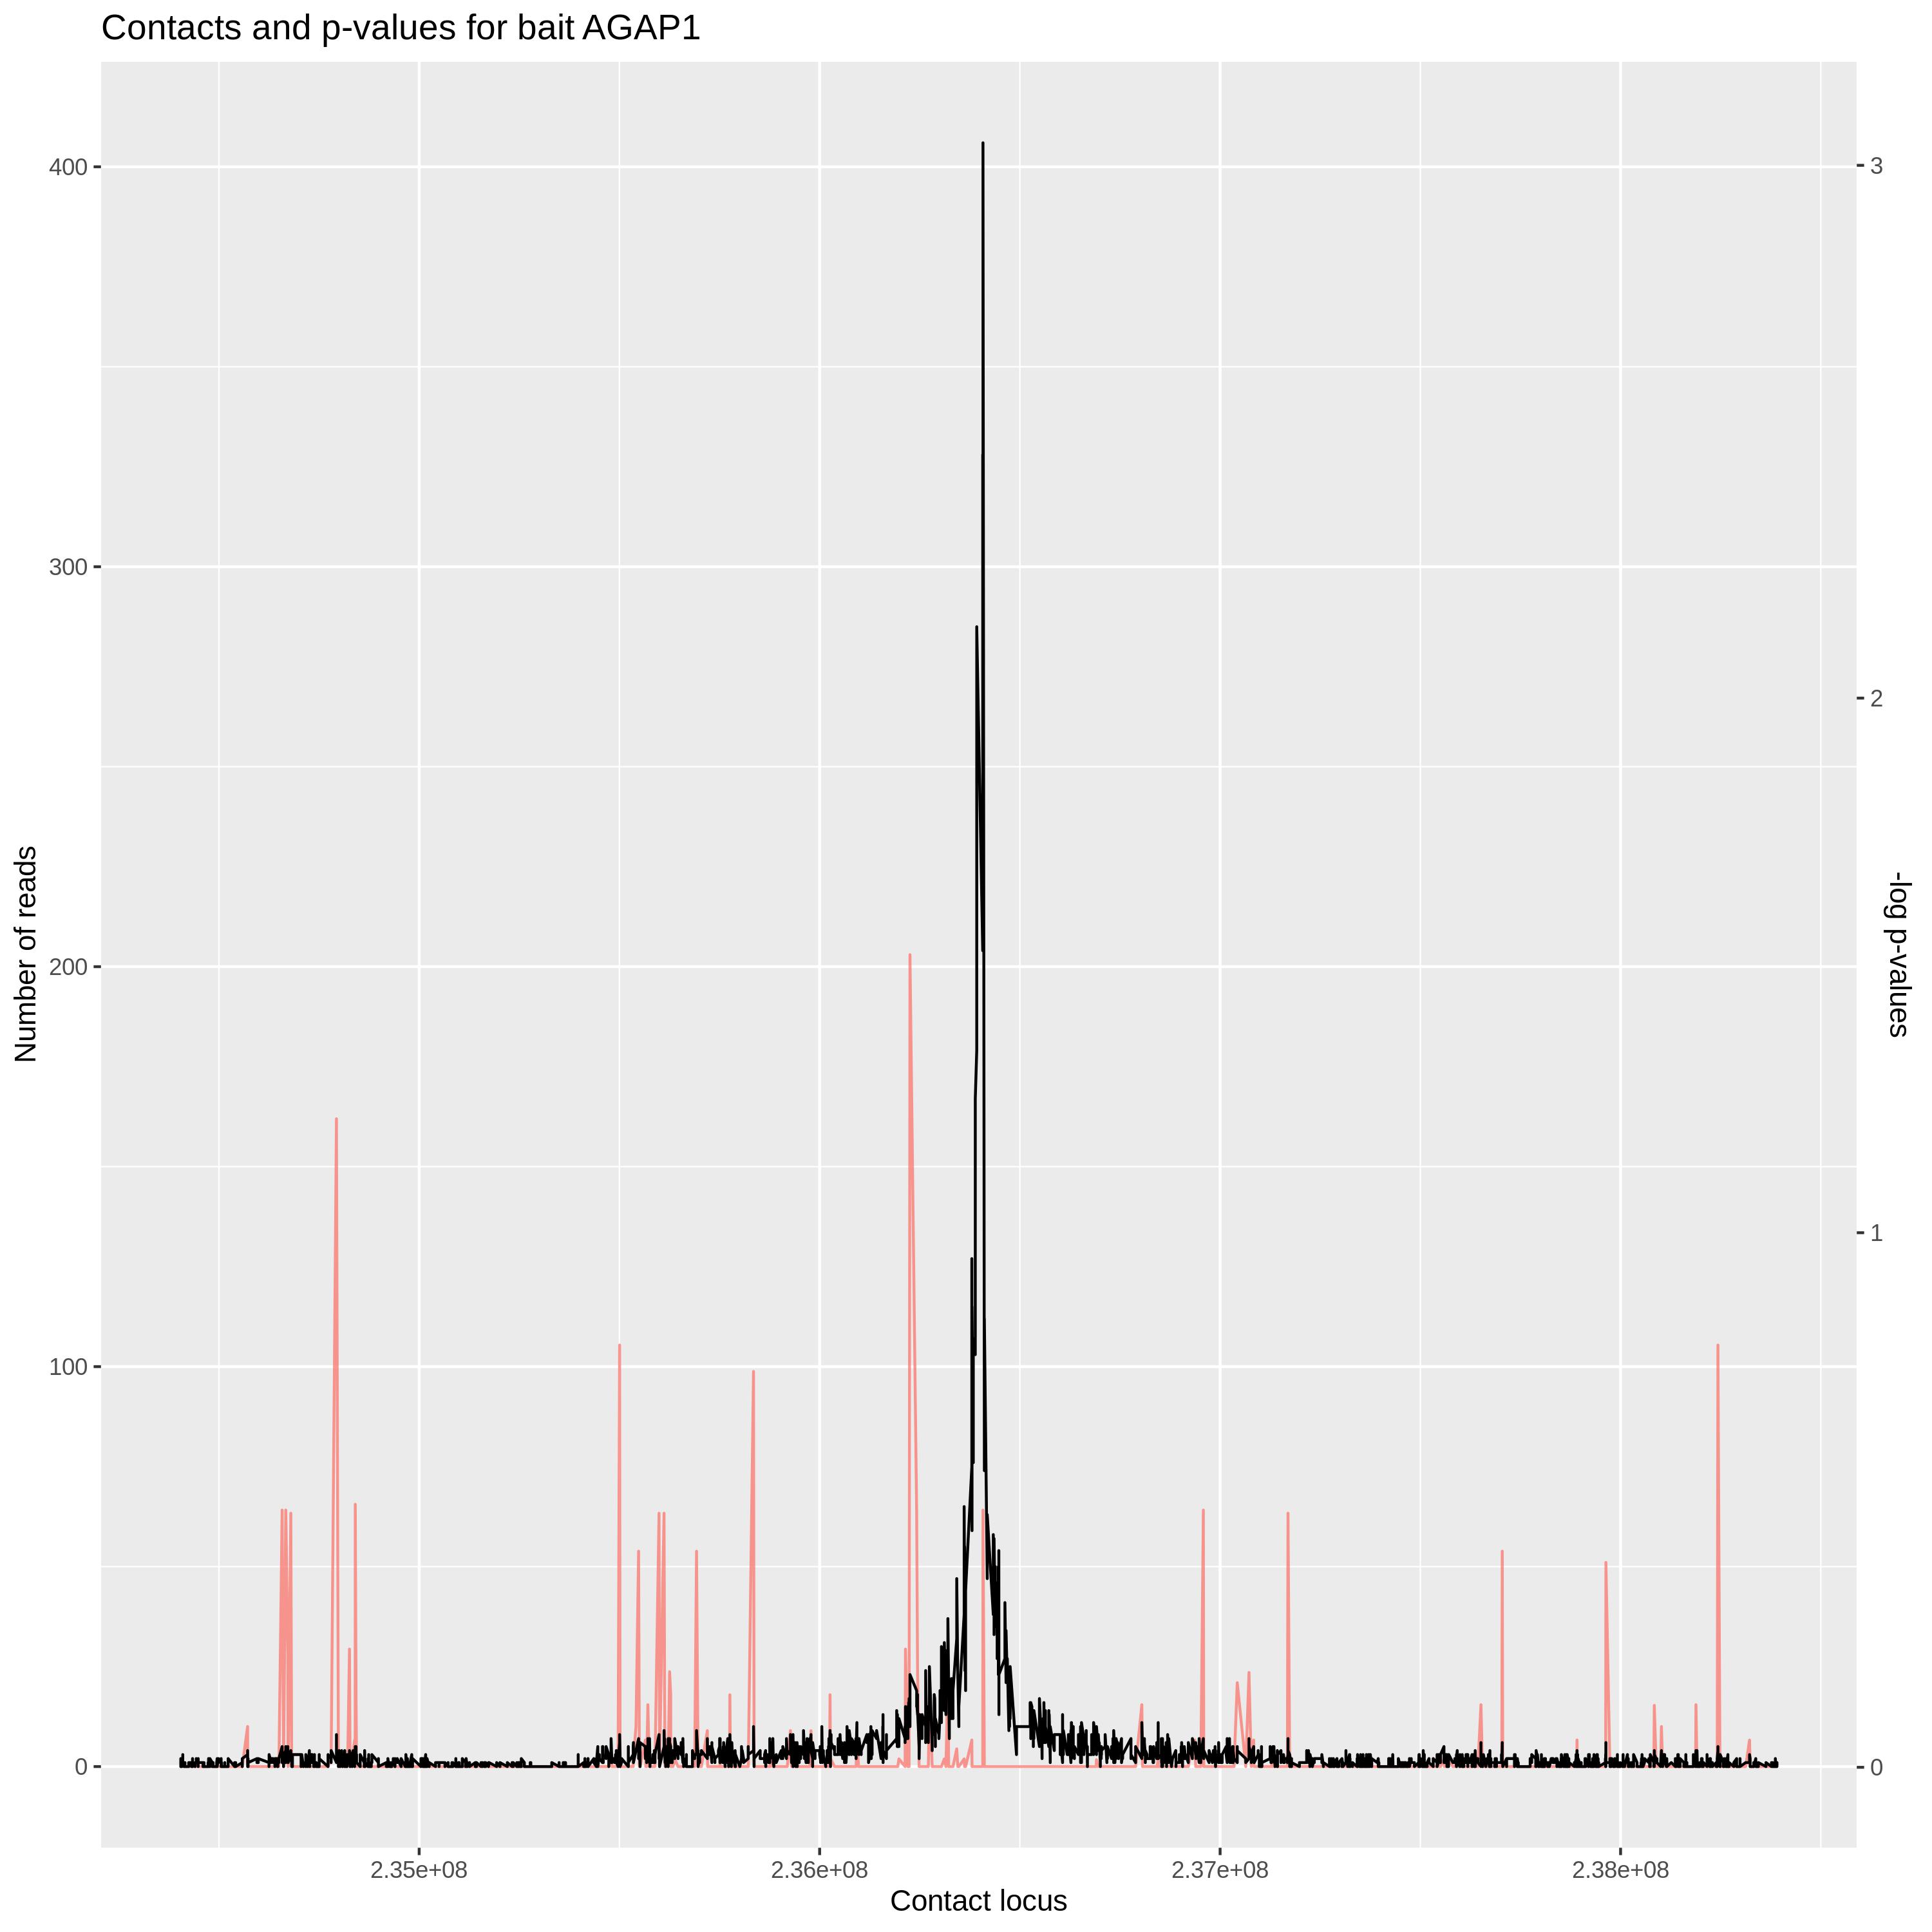 Contacts and p-values for bait AGAP1
400
300
200
100
0
Number of reads
3
2
1
0
-log p-values
2.35e+08
2.36e+08
2.37e+08
2.38e+08
Contact locus